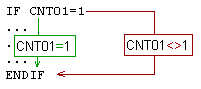 IF CNT01=1
...
CNT01=1
CNT01<>1
...
ENDIF